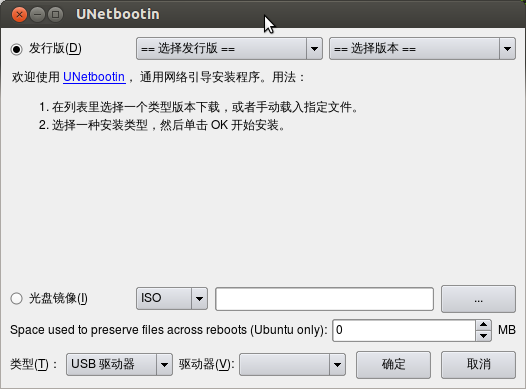 UNetbootin
发行版(D) == 选择发行版 == == 选择版本 ==
欢迎使用 UNetbootin，通用网络引导安装程序。用法：
1. 在列表里选择一个类型版本下载，或者手动载入指定文件。
2. 选择一种安装类型，然后单击 OK 开始安装。
光盘镜像(I) ISO ...
Space used to preserve files across reboots (Ubuntu only): 0 MB
类型(T)： USB 驱动器 驱动器(V): 确定 取消